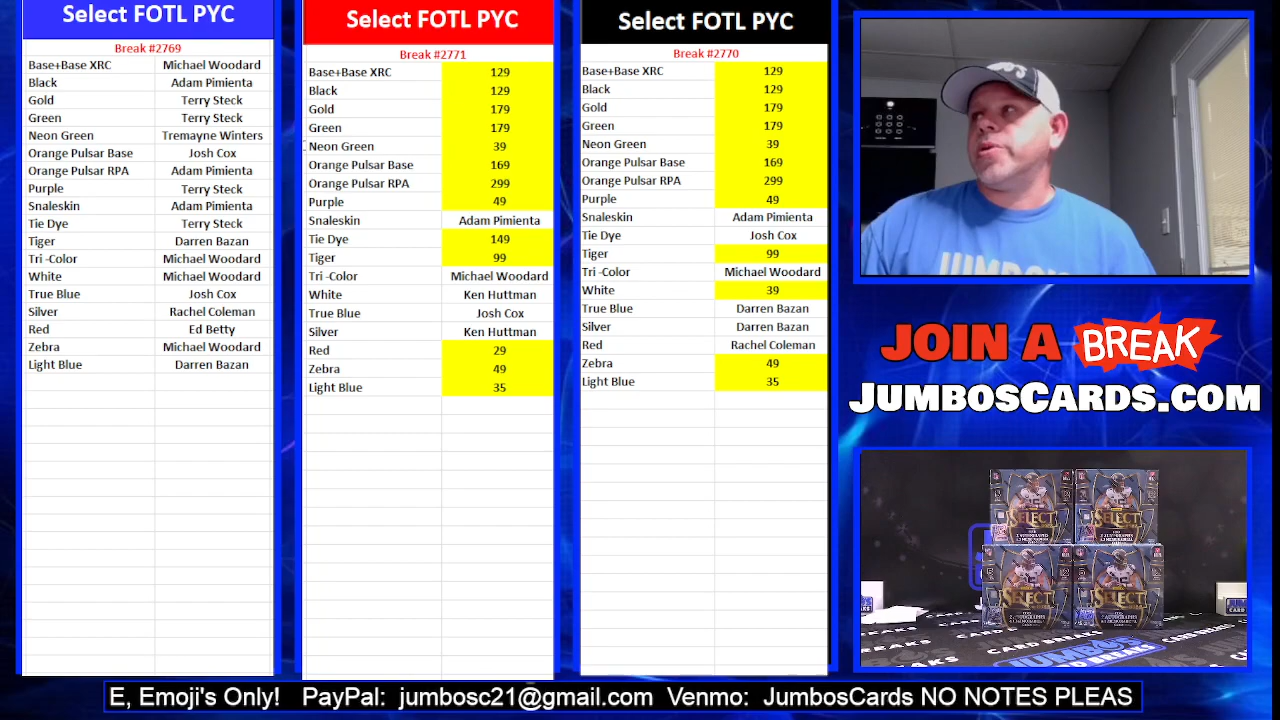 Select FOTL PYC
Break #2769
Base+Base XRC Michael Woodard
Black Adam Pimienta
Gold Terry Steck
Green Terry Steck
Neon Green Tremayne Winters
Orange Pulsar Base Josh Cox
Orange Pulsar RPA Adam Pimienta
Purple Terry Steck
Snaleskin Adam Pimienta
Tie Dye Terry Steck
Tiger Darren Bazan
Tri -Color Michael Woodard
White Michael Woodard
True Blue Josh Cox
Silver Rachel Coleman
Red Ed Betty
Zebra Michael Woodard
Light Blue Darren Bazan
Select FOTL PYC
Break #2771
Base+Base XRC 129
Black 129
Gold 179
Green 179
Neon Green 39
Orange Pulsar Base 169
Orange Pulsar RPA 299
Purple 49
Snaleskin Adam Pimienta
Tie Dye 149
Tiger 99
Tri -Color Michael Woodard
White Ken Huttman
True Blue Josh Cox
Silver Ken Huttman
Red 29
Zebra 49
Light Blue 35
Select FOTL PYC
Break #2770
Base+Base XRC 129
Black 129
Gold 179
Green 179
Neon Green 39
Orange Pulsar Base 169
Orange Pulsar RPA 299
Purple 49
Snaleskin Adam Pimienta
Tie Dye Josh Cox
Tiger 99
Tri -Color Michael Woodard
White 39
True Blue Darren Bazan
Silver Darren Bazan
Red Rachel Coleman
Zebra 49
Light Blue 35
JUMBOS
JOIN A BREAK
JUMBOSCARDS.COM
SELECT
SELECT
SELECT
SELECT
JUMBOS
CARD BREAKS
E, Emoji's Only! PayPal: jumbosc21@gmail.com Venmo: JumbosCards NO NOTES PLEAS